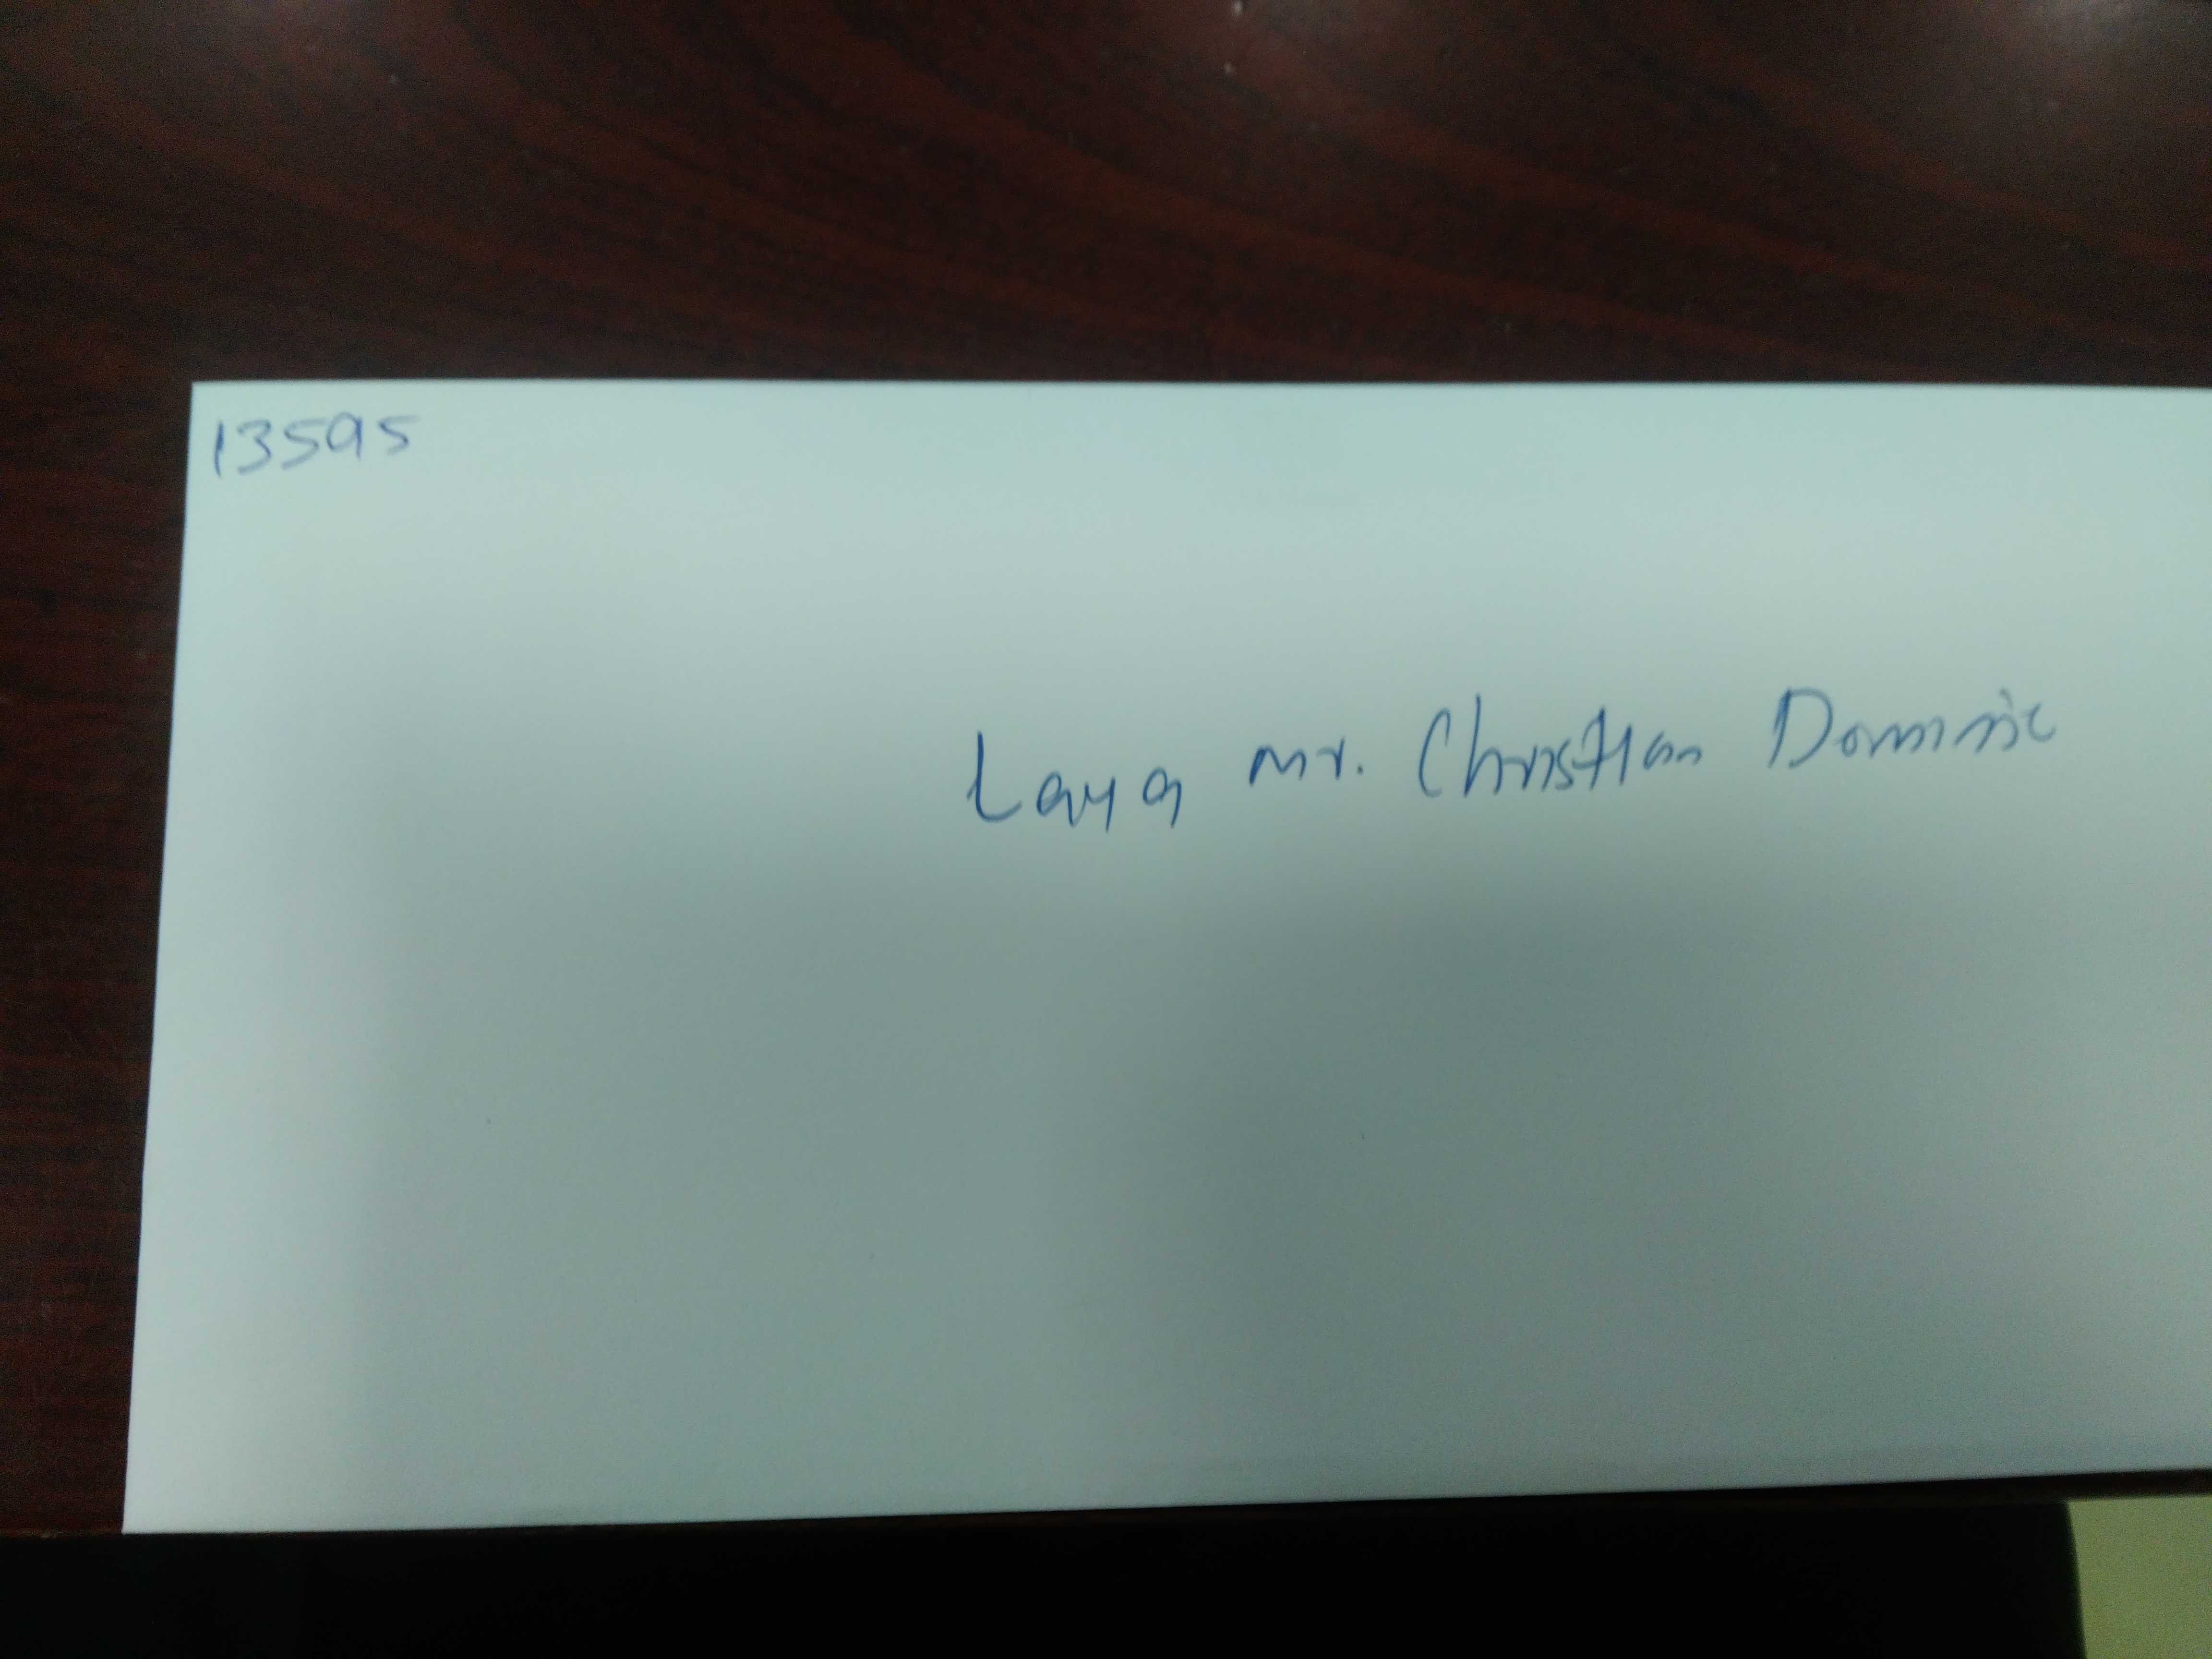 13595
Laya Mr. Christian Dominic